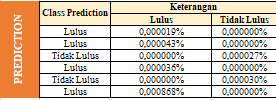 PREDICTION
Class Prediction Keterangan
Lulus Tidak Lulus
Lulus 0,000019% 0,000000%
Lulus 0,000043% 0,000000%
Tidak Lulus 0,000000% 0,000027%
Lulus 0,000036% 0,000000%
Tidak Lulus 0,000000% 0,000030%
Lulus 0,000868% 0,000000%